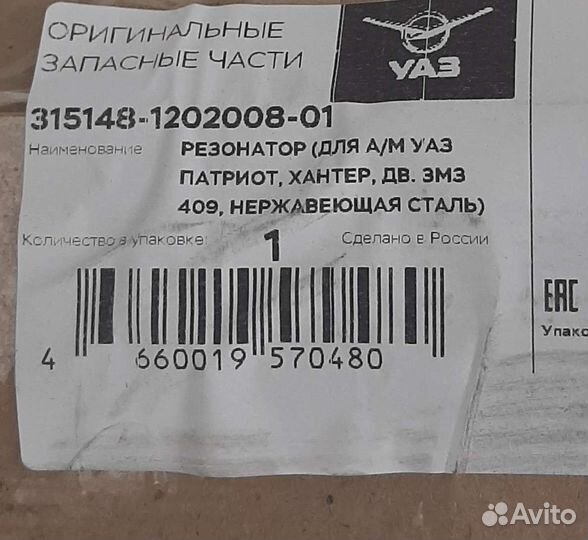 ОРИГИНАЛЬНЫЕ
ЗАПАСНЫЕ ЧАСТИ
УАЗ
315148-1202008-01
Наименование РЕЗОНАТОР (ДЛЯ А/М УАЗ
ПАТРИОТ, ХАНТЕР, ДВ. ЗМЗ
409, НЕРЖАВЕЮЩАЯ СТАЛЬ)
Количество в упаковке: 1 Сделано в России
4 660019 570480
EAC
Упако
Avito